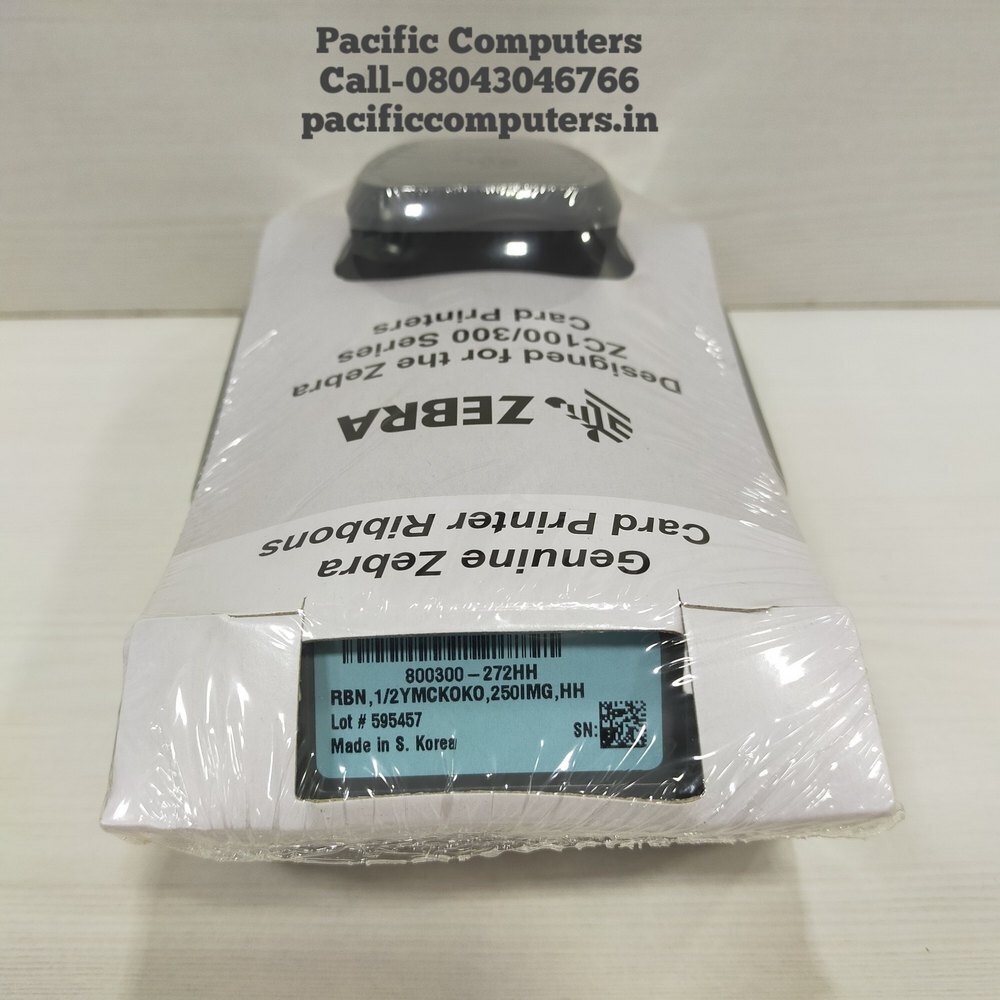 Pacific Computers
Call-08043046766
pacificcomputers.in
Genuine Zebra
Card Printer Ribbons
ZEBRA
Designed for the Zebra
ZC100/300 Series
Card Printers
800300-272HH
RBN,1/2YMCKOKO,250IMG,HH
Lot # 595457
Made in S. Korea
SN: